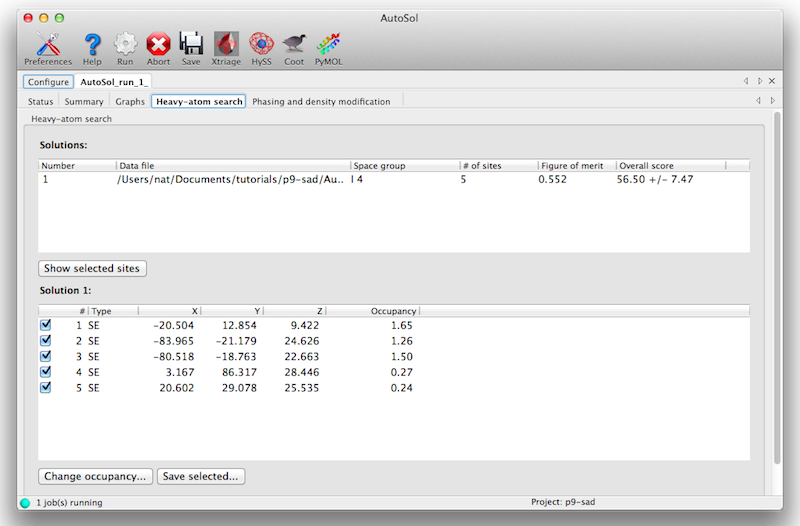 AutoSol
Preferences Help Run Abort Save Xtriage HySS Coot PyMOL
Configure AutoSol_run_1_
Status Summary Graphs Heavy-atom search Phasing and density modification
Heavy-atom search
Solutions:
Number Data file Space group # of sites Figure of merit Overall score
1 /Users/nat/Documents/tutorials/p9-sad/Au... I 4 5 0.552 56.50 +/- 7.47
Show selected sites
Solution 1:
# Type X Y Z Occupancy
1 SE -20.504 12.854 9.422 1.65
2 SE -83.965 -21.179 24.626 1.26
3 SE -80.518 -18.763 22.663 1.50
4 SE 3.167 86.317 28.446 0.27
5 SE 20.602 29.078 25.535 0.24
Change occupancy... Save selected...
1 job(s) running Project: p9-sad